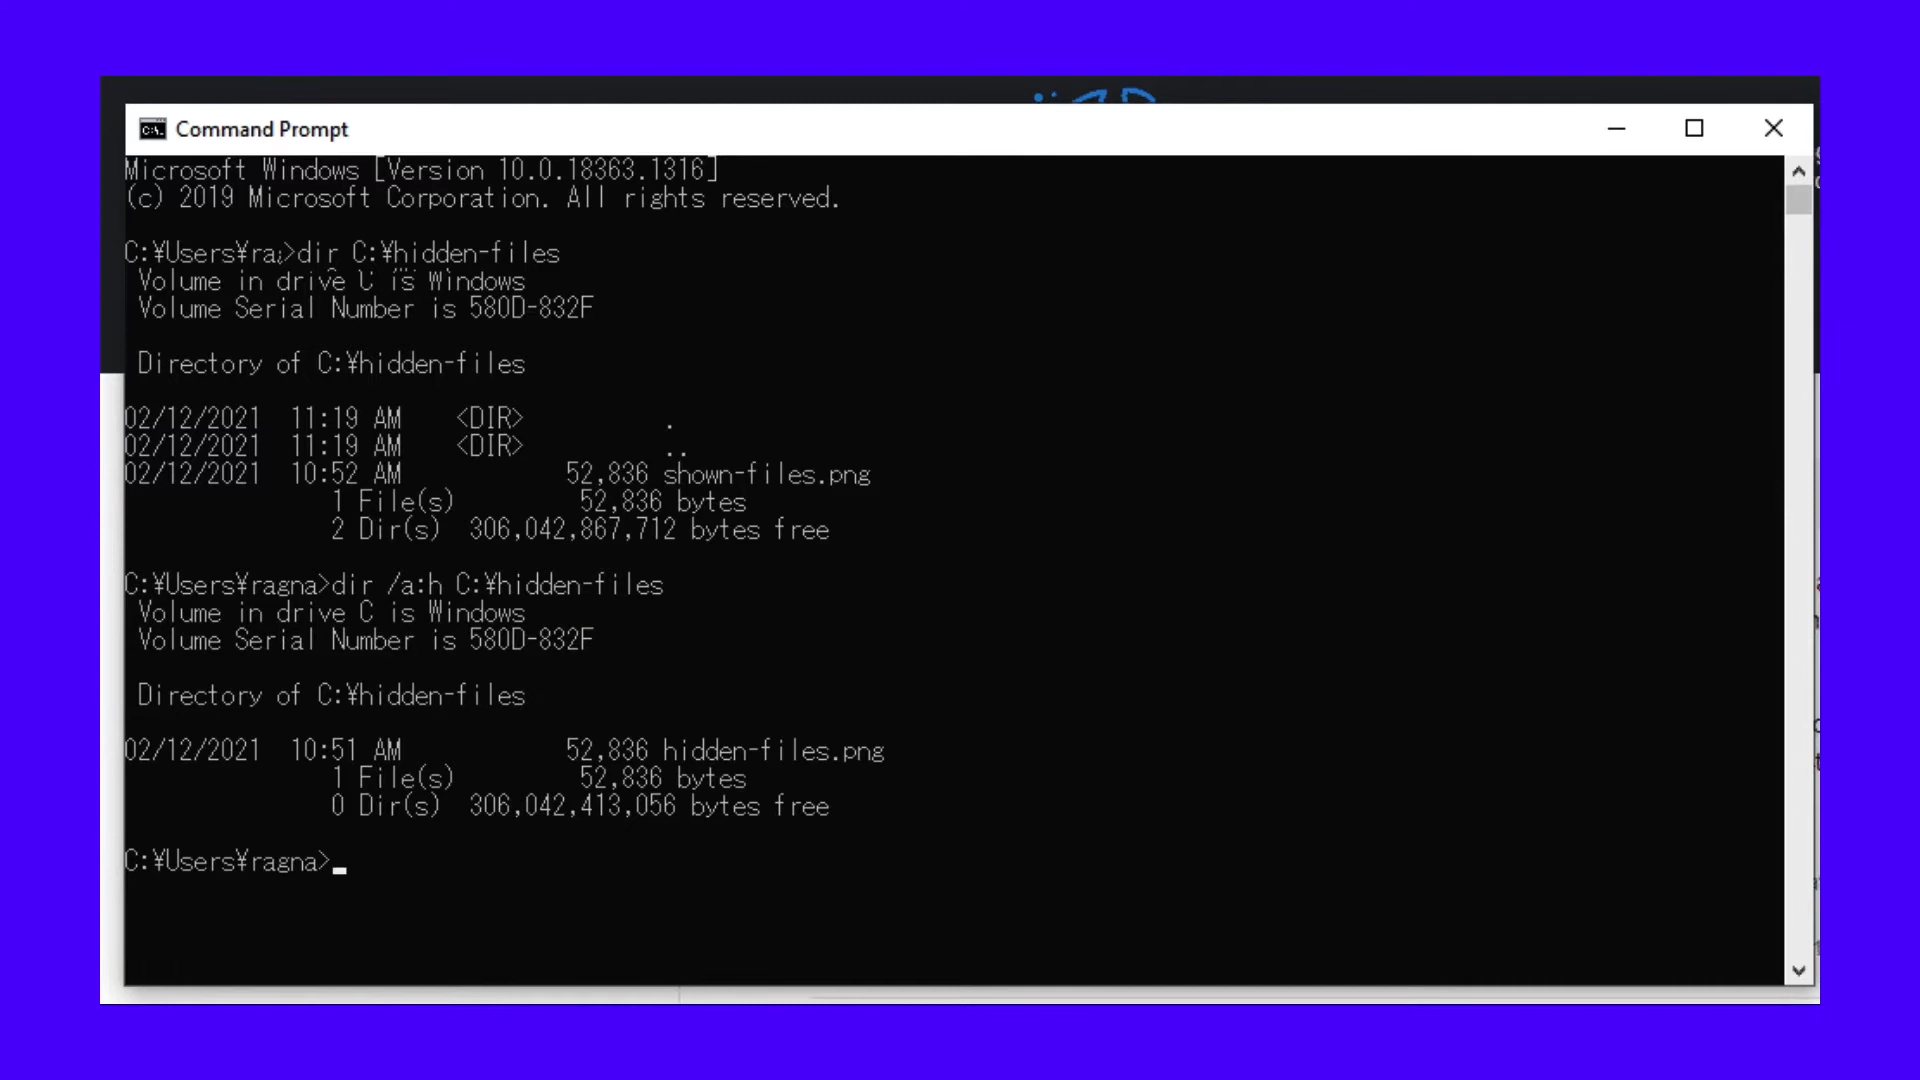 Command Prompt
Microsoft Windows [Version 10.0.18363.1316]
(c) 2019 Microsoft Corporation. All rights reserved.
C:¥Users¥ra >dir C:¥hidden-files
Volume in drive C is Windows
Volume Serial Number is 580D-832F
Directory of C:¥hidden-files
02/12/2021 11:19 AM <DIR> .
02/12/2021 11:19 AM <DIR> ..
02/12/2021 10:52 AM 52,836 shown-files.png
1 File(s) 52,836 bytes
2 Dir(s) 306,042,867,712 bytes free
C:¥Users¥ragna>dir /a:h C:¥hidden-files
Volume in drive C is Windows
Volume Serial Number is 580D-832F
Directory of C:¥hidden-files
02/12/2021 10:51 AM 52,836 hidden-files.png
1 File(s) 52,836 bytes
0 Dir(s) 306,042,413,056 bytes free
C:¥Users¥ragna>